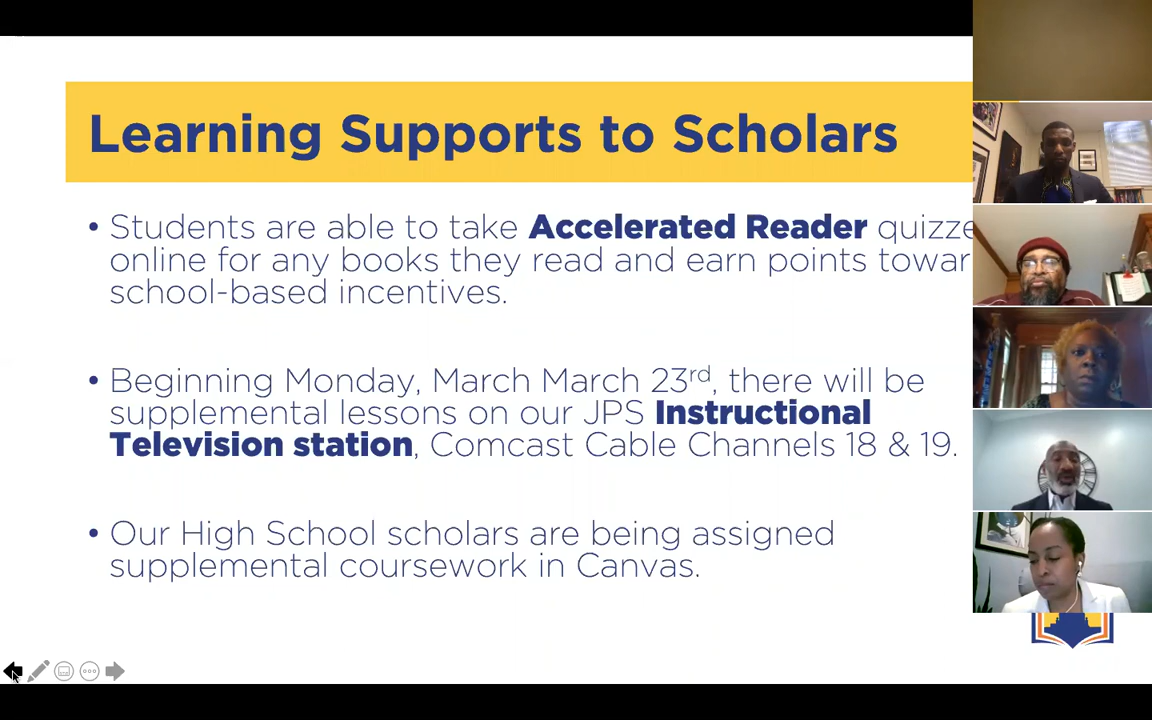 Learning Supports to Scholars
• Students are able to take Accelerated Reader quizze
online for any books they read and earn points towar
school-based incentives.
• Beginning Monday, March March 23rd, there will be
supplemental lessons on our JPS Instructional
Television station, Comcast Cable Channels 18 & 19.
• Our High School scholars are being assigned
supplemental coursework in Canvas.